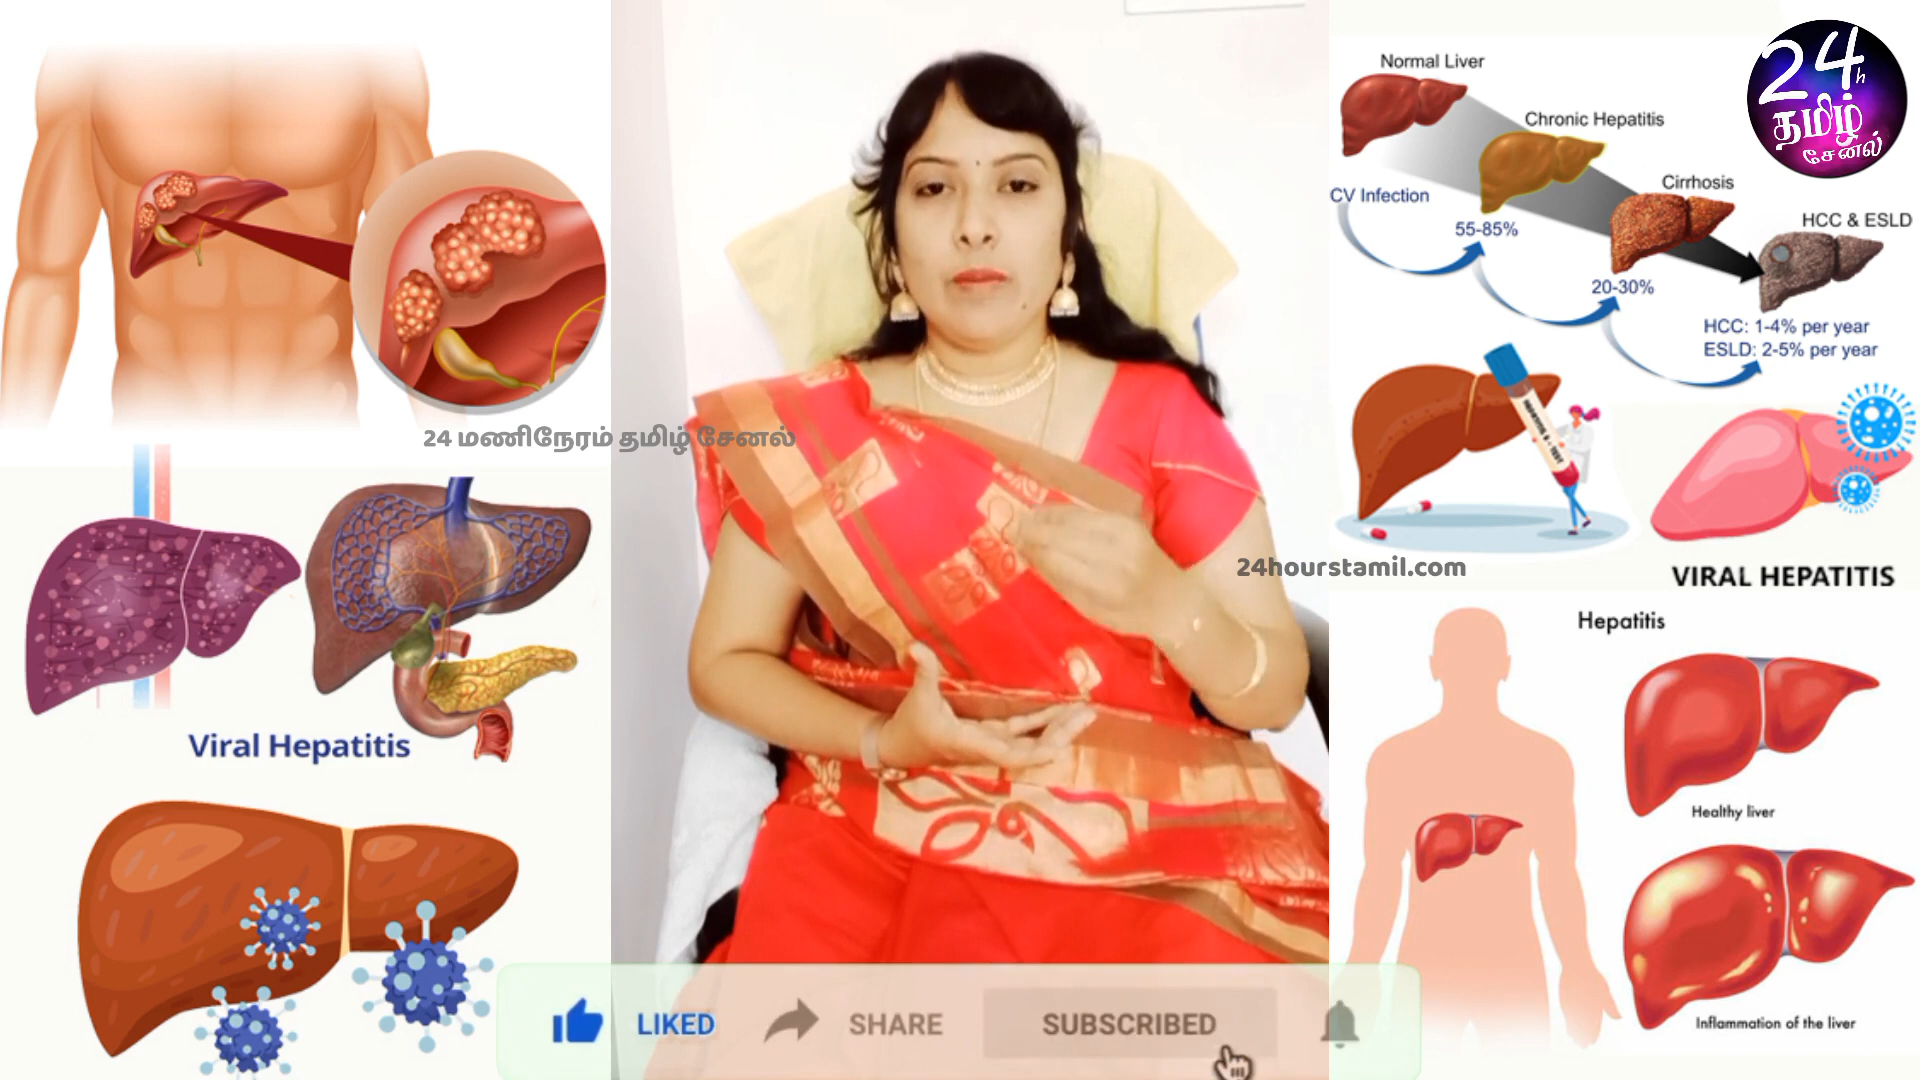 24h
தமிழ்
சேனல்
Normal Liver
Chronic Hepatitis
Cirrhosis
CV Infection
HCC & ESLD
55-85%
20-30%
HCC: 1-4% per year
ESLD: 2-5% per year
24 மணிநேரம் தமிழ் சேனல்
24hourstamil.com
VIRAL HEPATITIS
Hepatitis
Viral Hepatitis
Healthy liver
Inflammation of the liver
LIKED
SHARE
SUBSCRIBED